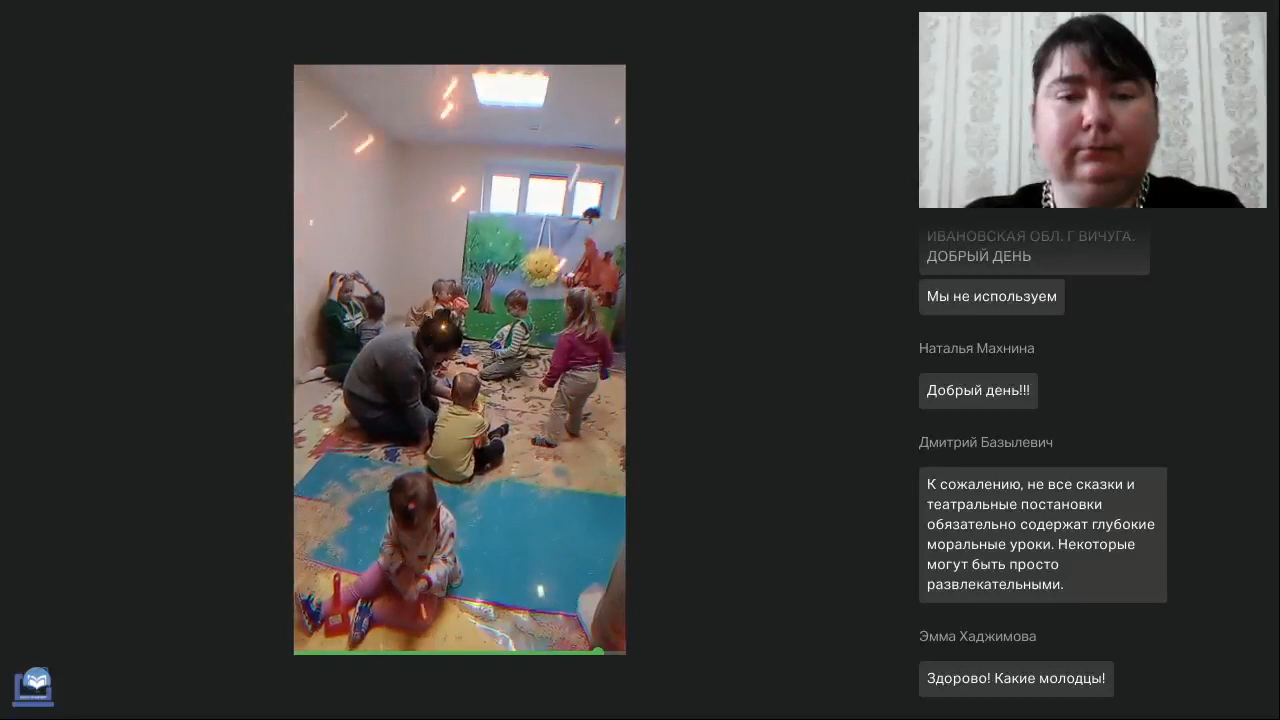 ИВАНОВСКАЯ ОБЛ. Г ВИЧУГА.
ДОБРЫЙ ДЕНЬ
Мы не используем
Наталья Махнина
Добрый день!!!
Дмитрий Базылевич
К сожалению, не все сказки и
театральные постановки
обязательно содержат глубокие
моральные уроки. Некоторые
могут быть просто
развлекательными.
Эмма Хаджимова
Здорово! Какие молодцы!